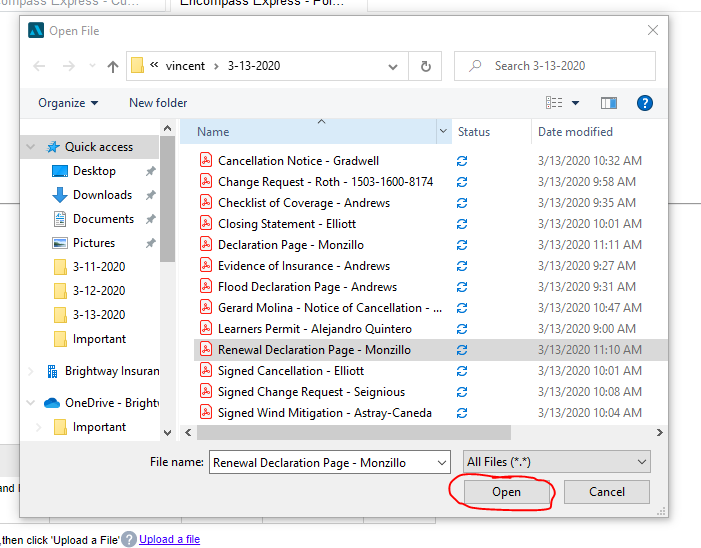 Encompass Express - Cu... Encompass Express - Pol...
Open File
« vincent > 3-13-2020 Search 3-13-2020
Organize New folder ?
Name Status Date modified
Quick access
Desktop
Downloads
Documents
Pictures
3-11-2020
3-12-2020
3-13-2020
Important
Brightway Insuran
OneDrive - Brightw
Important
Cancellation Notice - Gradwell 3/13/2020 10:32 AM
Change Request - Roth - 1503-1600-8174 3/13/2020 9:58 AM
Checklist of Coverage - Andrews 3/13/2020 9:35 AM
Closing Statement - Elliott 3/13/2020 10:01 AM
Declaration Page - Monzillo 3/13/2020 11:11 AM
Evidence of Insurance - Andrews 3/13/2020 9:27 AM
Flood Declaration Page - Andrews 3/13/2020 9:31 AM
Gerard Molina - Notice of Cancellation - ... 3/13/2020 10:47 AM
Learners Permit - Alejandro Quintero 3/13/2020 9:00 AM
Renewal Declaration Page - Monzillo 3/13/2020 11:10 AM
Signed Cancellation - Elliott 3/13/2020 10:01 AM
Signed Change Request - Seignious 3/13/2020 10:08 AM
Signed Wind Mitigation - Astray-Caneda 3/13/2020 10:04 AM
File name: Renewal Declaration Page - Monzillo All Files (*.*)
Open Cancel
and
,then click 'Upload a File' ? Upload a file